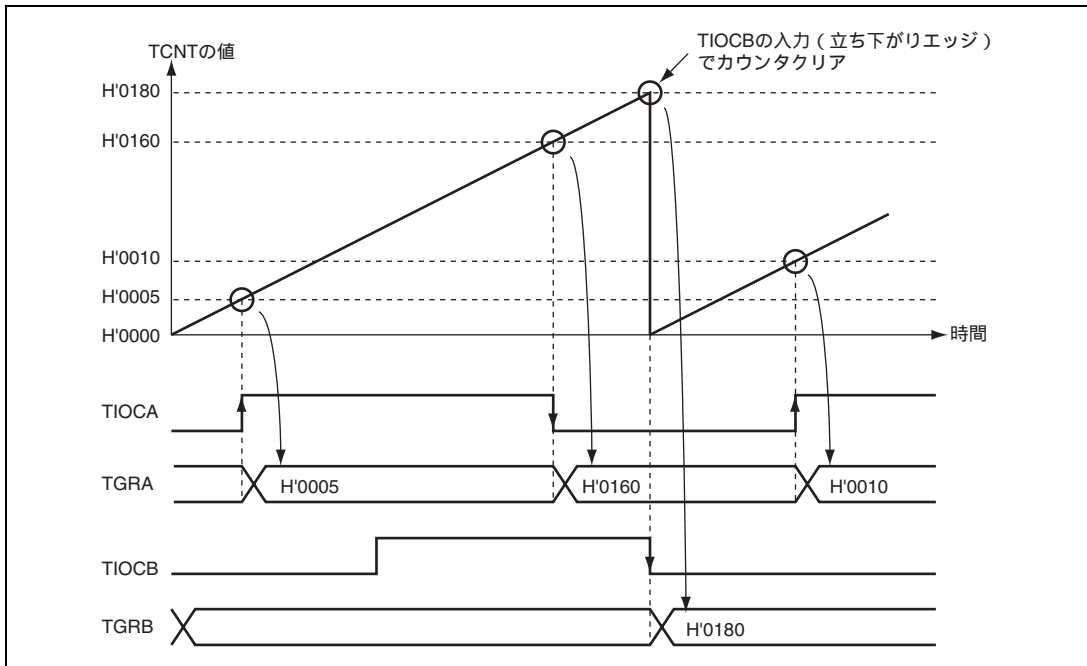 TCNTの値
TIOCBの入力（立ち下がりエッジ）
でカウンタクリア
H'0180
H'0160
H'0010
H'0005
H'0000
時間
TIOCA
TGRA
H'0005
H'0160
H'0010
TIOCB
TGRB
H'0180